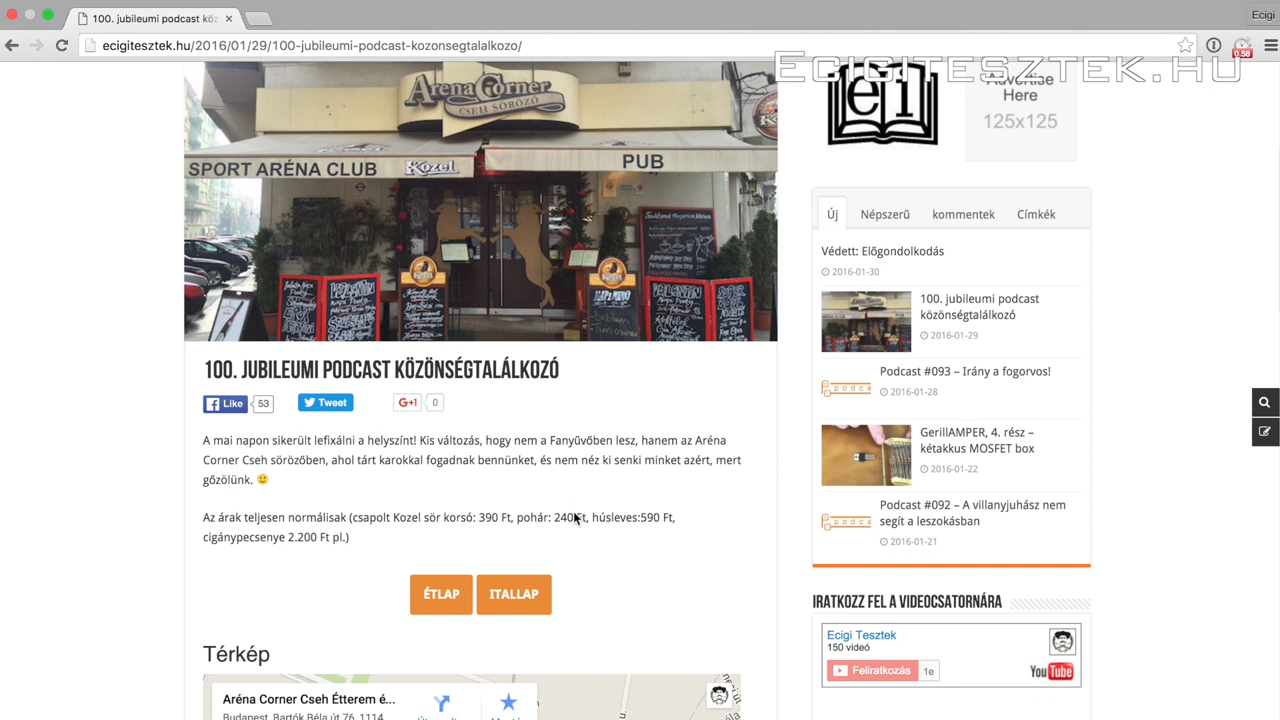 100. jubileumi podcast köz
Ecigi
ecigitesztek.hu/2016/01/29/100-jubileumi-podcast-kozonsegtalalkozo/
0.58
ECIGITESZTEK.HU
Arena Corner
CSEH SÖRÖZŐ
SPORT ARÉNA CLUB
Kozel
PUB
Advertise
Here
125x125
Új
Népszerű
kommentek
Címkék
Védett: Előgondolkodás
2016-01-30
100. jubileumi podcast
közönségtalálkozó
2016-01-29
Podcast #093 – Irány a fogorvos!
2016-01-28
GerillAMPER, 4. rész –
kétakkus MOSFET box
2016-01-22
Podcast #092 – A villanyjuhász nem
segít a leszokásban
2016-01-21
100. JUBILEUMI PODCAST KÖZÖNSÉGTALÁLKOZÓ
Like 53
Tweet
G+1 0
A mai napon sikerült lefixálni a helyszínt! Kis változás, hogy nem a Fanyűvőben lesz, hanem az Aréna
Corner Cseh sörözőben, ahol tárt karokkal fogadnak bennünket, és nem néz ki senki minket azért, mert
gőzölünk.
Az árak teljesen normálisak (csapolt Kozel sör korsó: 390 Ft, pohár: 240 Ft, húsleves:590 Ft,
cigánypecsenye 2.200 Ft pl.)
ÉTLAP
ITALLAP
IRATKOZZ FEL A VIDEOCSATORNÁRA
Ecigi Tesztek
150 videó
Feliratkozás
1e
YouTube
Térkép
Aréna Corner Cseh Étterem é...
Budapest, Bartók Béla út 76, 1114